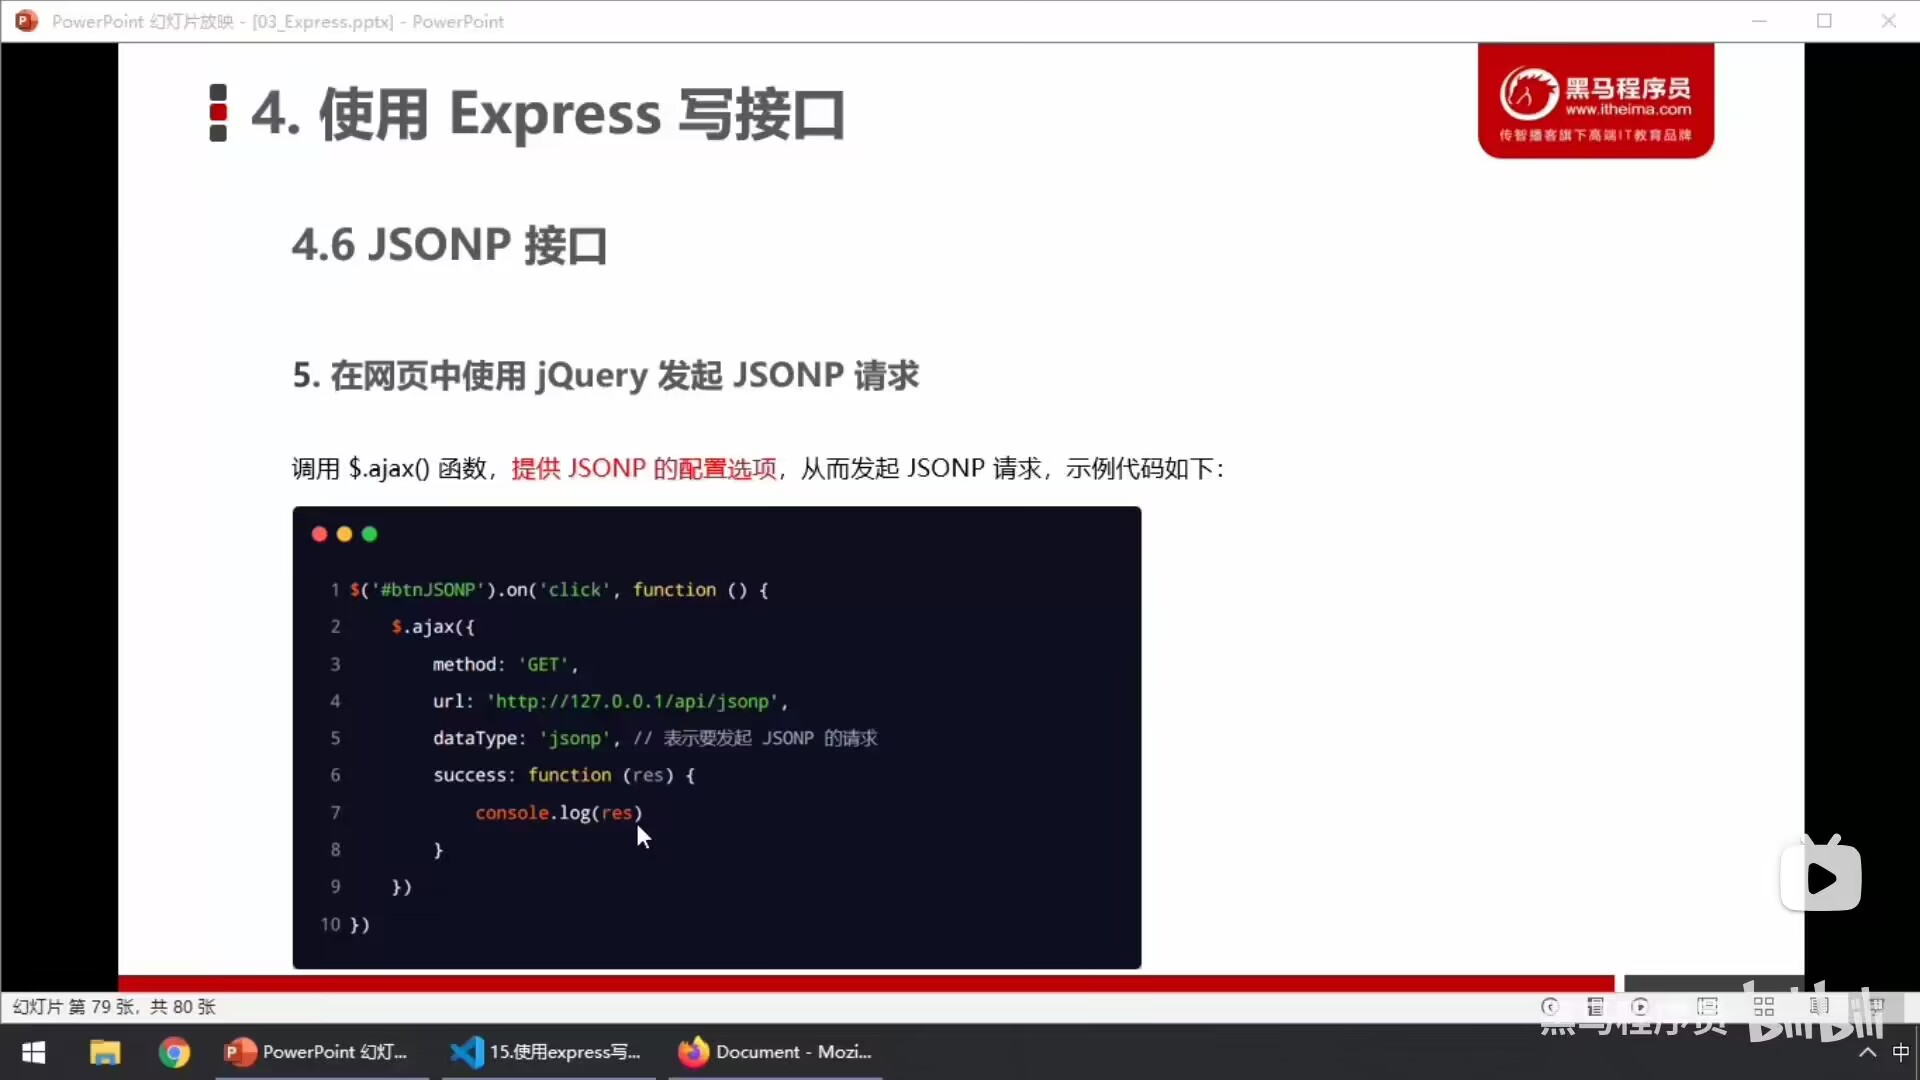 PowerPoint 幻灯片放映 - [03_Express.pptx] - PowerPoint
4. 使用 Express 写接口
黑马程序员
www.itheima.com
传智播客旗下高端IT教育品牌
4.6 JSONP 接口
5. 在网页中使用 jQuery 发起 JSONP 请求
调用 $.ajax() 函数，提供 JSONP 的配置选项，从而发起 JSONP 请求，示例代码如下：
1 $('#btnJSONP').on('click', function () {
2 $.ajax({
3 method: 'GET',
4 url: 'http://127.0.0.1/api/jsonp',
5 dataType: 'jsonp', // 表示要发起 JSONP 的请求
6 success: function (res) {
7 console.log(res)
8 }
9 })
10 })
幻灯片 第 79 张，共 80 张
黑马程序员 bilibili
PowerPoint 幻灯...
15.使用express写...
Document - Mozi...
中